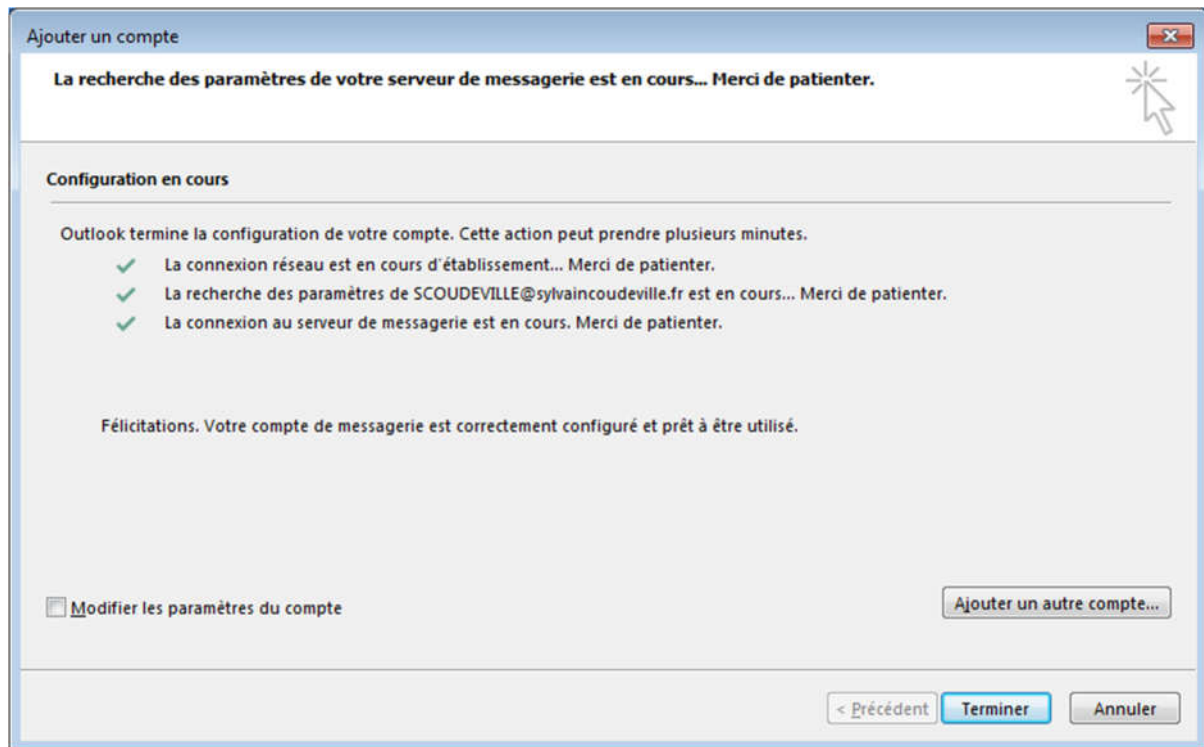 Ajouter un compte
La recherche des paramètres de votre serveur de messagerie est en cours... Merci de patienter.
Configuration en cours
Outlook termine la configuration de votre compte. Cette action peut prendre plusieurs minutes.
La connexion réseau est en cours d'établissement... Merci de patienter.
La recherche des paramètres de SCOUDEVILLE@sylvaincoudeville.fr est en cours... Merci de patienter.
La connexion au serveur de messagerie est en cours. Merci de patienter.
Félicitations. Votre compte de messagerie est correctement configuré et prêt à être utilisé.
Modifier les paramètres du compte
Ajouter un autre compte...
< Précédent Terminer Annuler